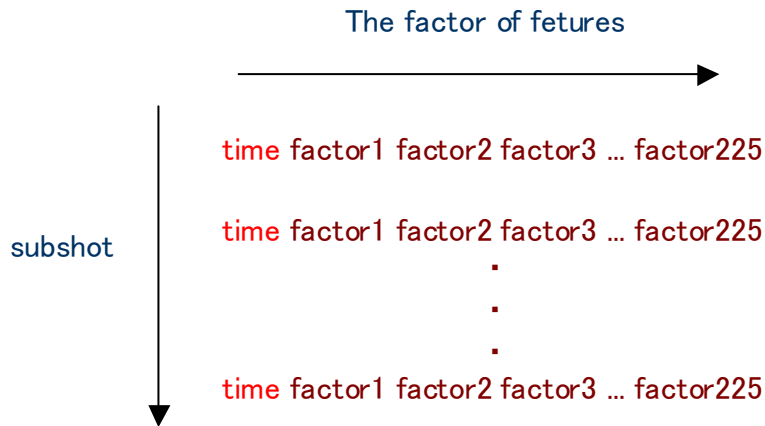 The factor of fetures
time factor1 factor2 factor3 ... factor225
time factor1 factor2 factor3 ... factor225
subshot
.
.
.
time factor1 factor2 factor3 ... factor225